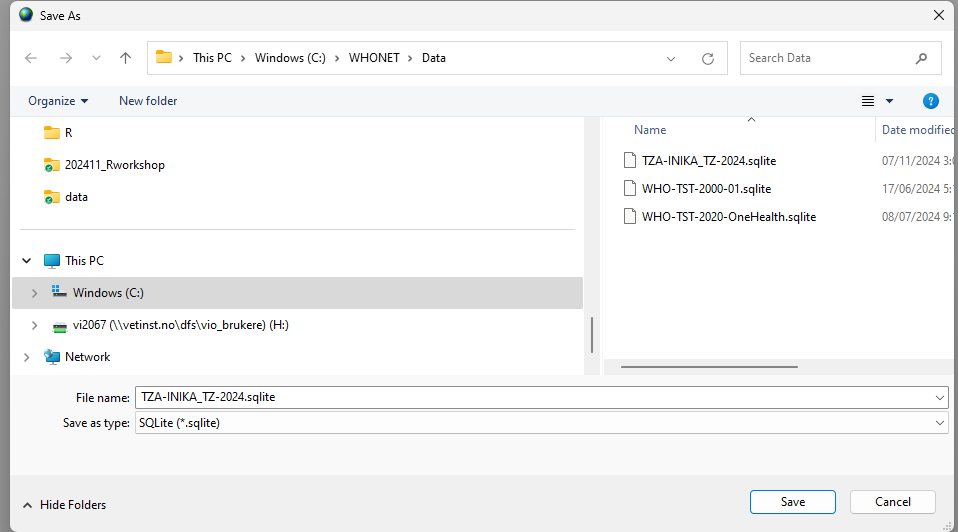 Save As
This PC > Windows (C:) > WHONET > Data
Search Data
Organize
New folder
R
202411_Rworkshop
data
This PC
Windows (C:)
vi2067 (\\vetinst.no\dfs\vio_brukere) (H:)
Network
Name
Date modified
TZA-INIKA_TZ-2024.sqlite
07/11/2024 3:0
WHO-TST-2000-01.sqlite
17/06/2024 5:
WHO-TST-2020-OneHealth.sqlite
08/07/2024 9:
File name: TZA-INIKA_TZ-2024.sqlite
Save as type: SQLite (*.sqlite)
Hide Folders
Save
Cancel